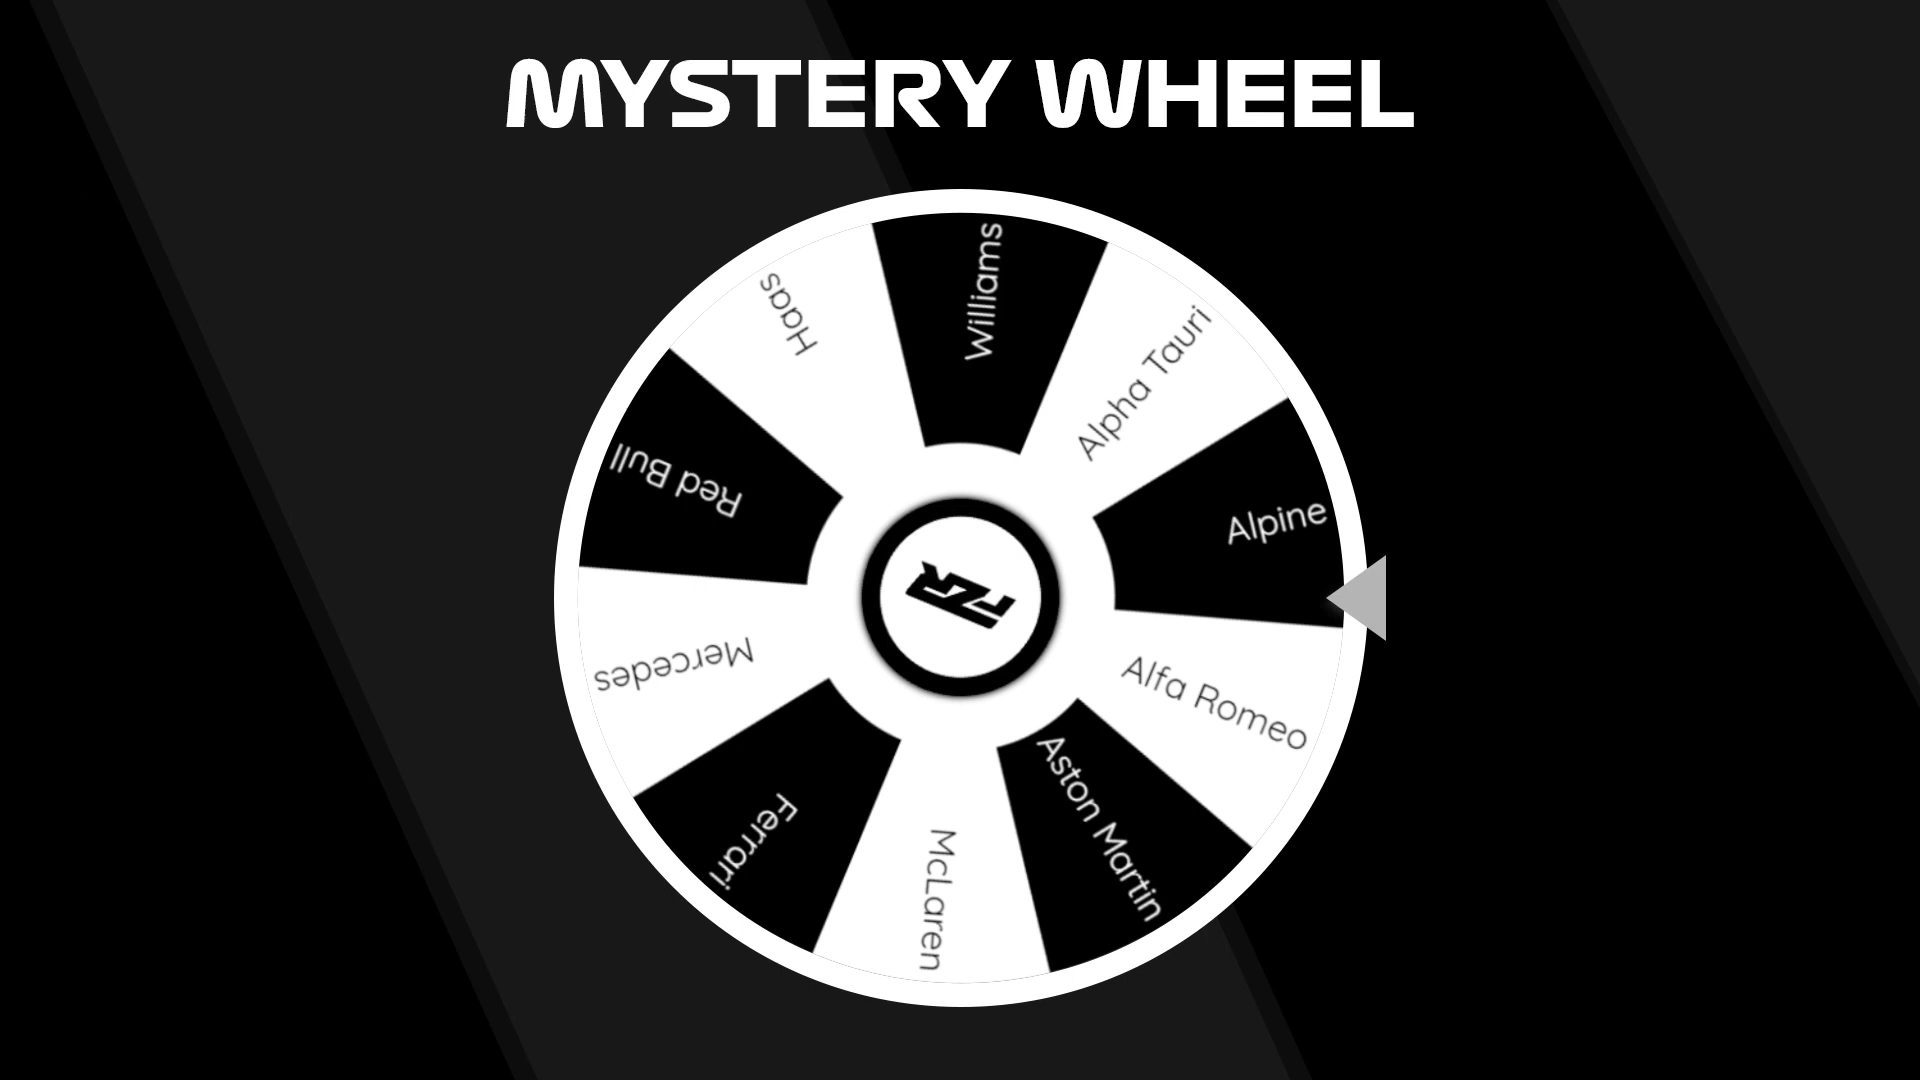 MYSTERY WHEEL
Williams
Alpha Tauri
Alpine
Alfa Romeo
Aston Martin
McLaren
Ferrari
Mercedes
Red Bull
Haas